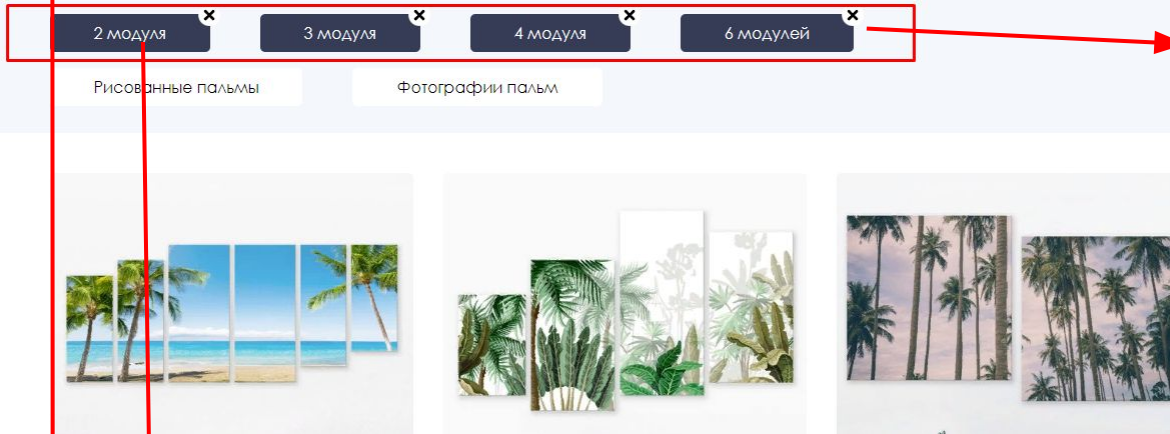 2 модуля 3 модуля 4 модуля 6 модулей
Рисованные пальмы Фотографии пальм